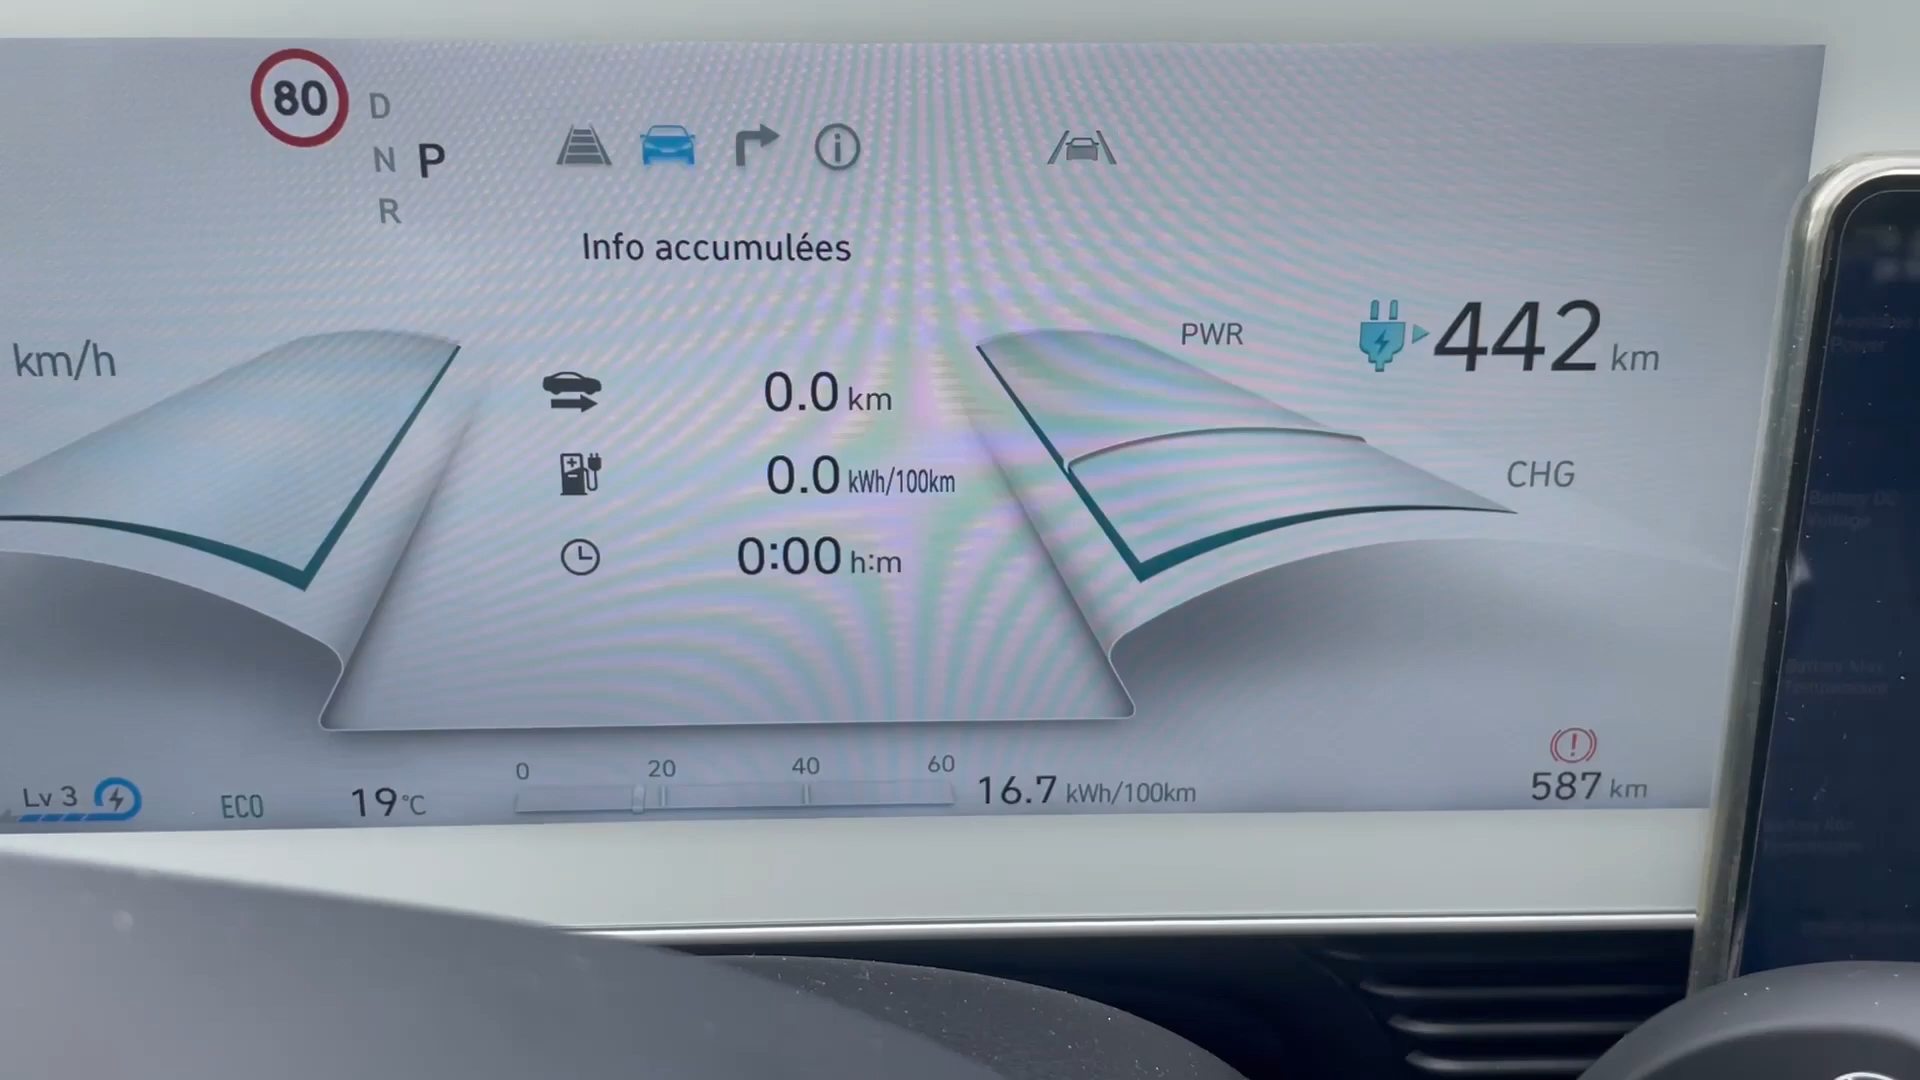 80
D
N P
R
Info accumulées
km/h
PWR
442 km
0.0 km
CHG
0.0 kWh/100km
0:00 h:m
Lv 3
ECO
19°C
0 20 40 60
16.7 kWh/100km
587 km